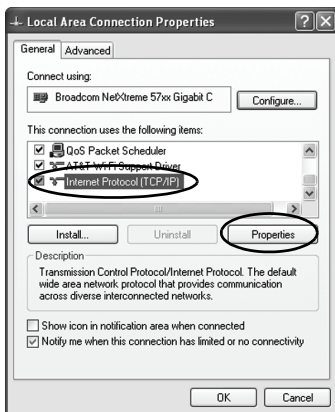 Local Area Connection Properties
General Advanced
Connect using:
Broadcom NetXtreme 57xx Gigabit C
Configure...
This connection uses the following items:
QoS Packet Scheduler
AT&T Wi-Fi Support Driver
Internet Protocol (TCP/IP)
Install... Uninstall Properties
Description
Transmission Control Protocol/Internet Protocol. The default
wide area network protocol that provides communication
across diverse interconnected networks.
Show icon in notification area when connected
Notify me when this connection has limited or no connectivity
OK Cancel